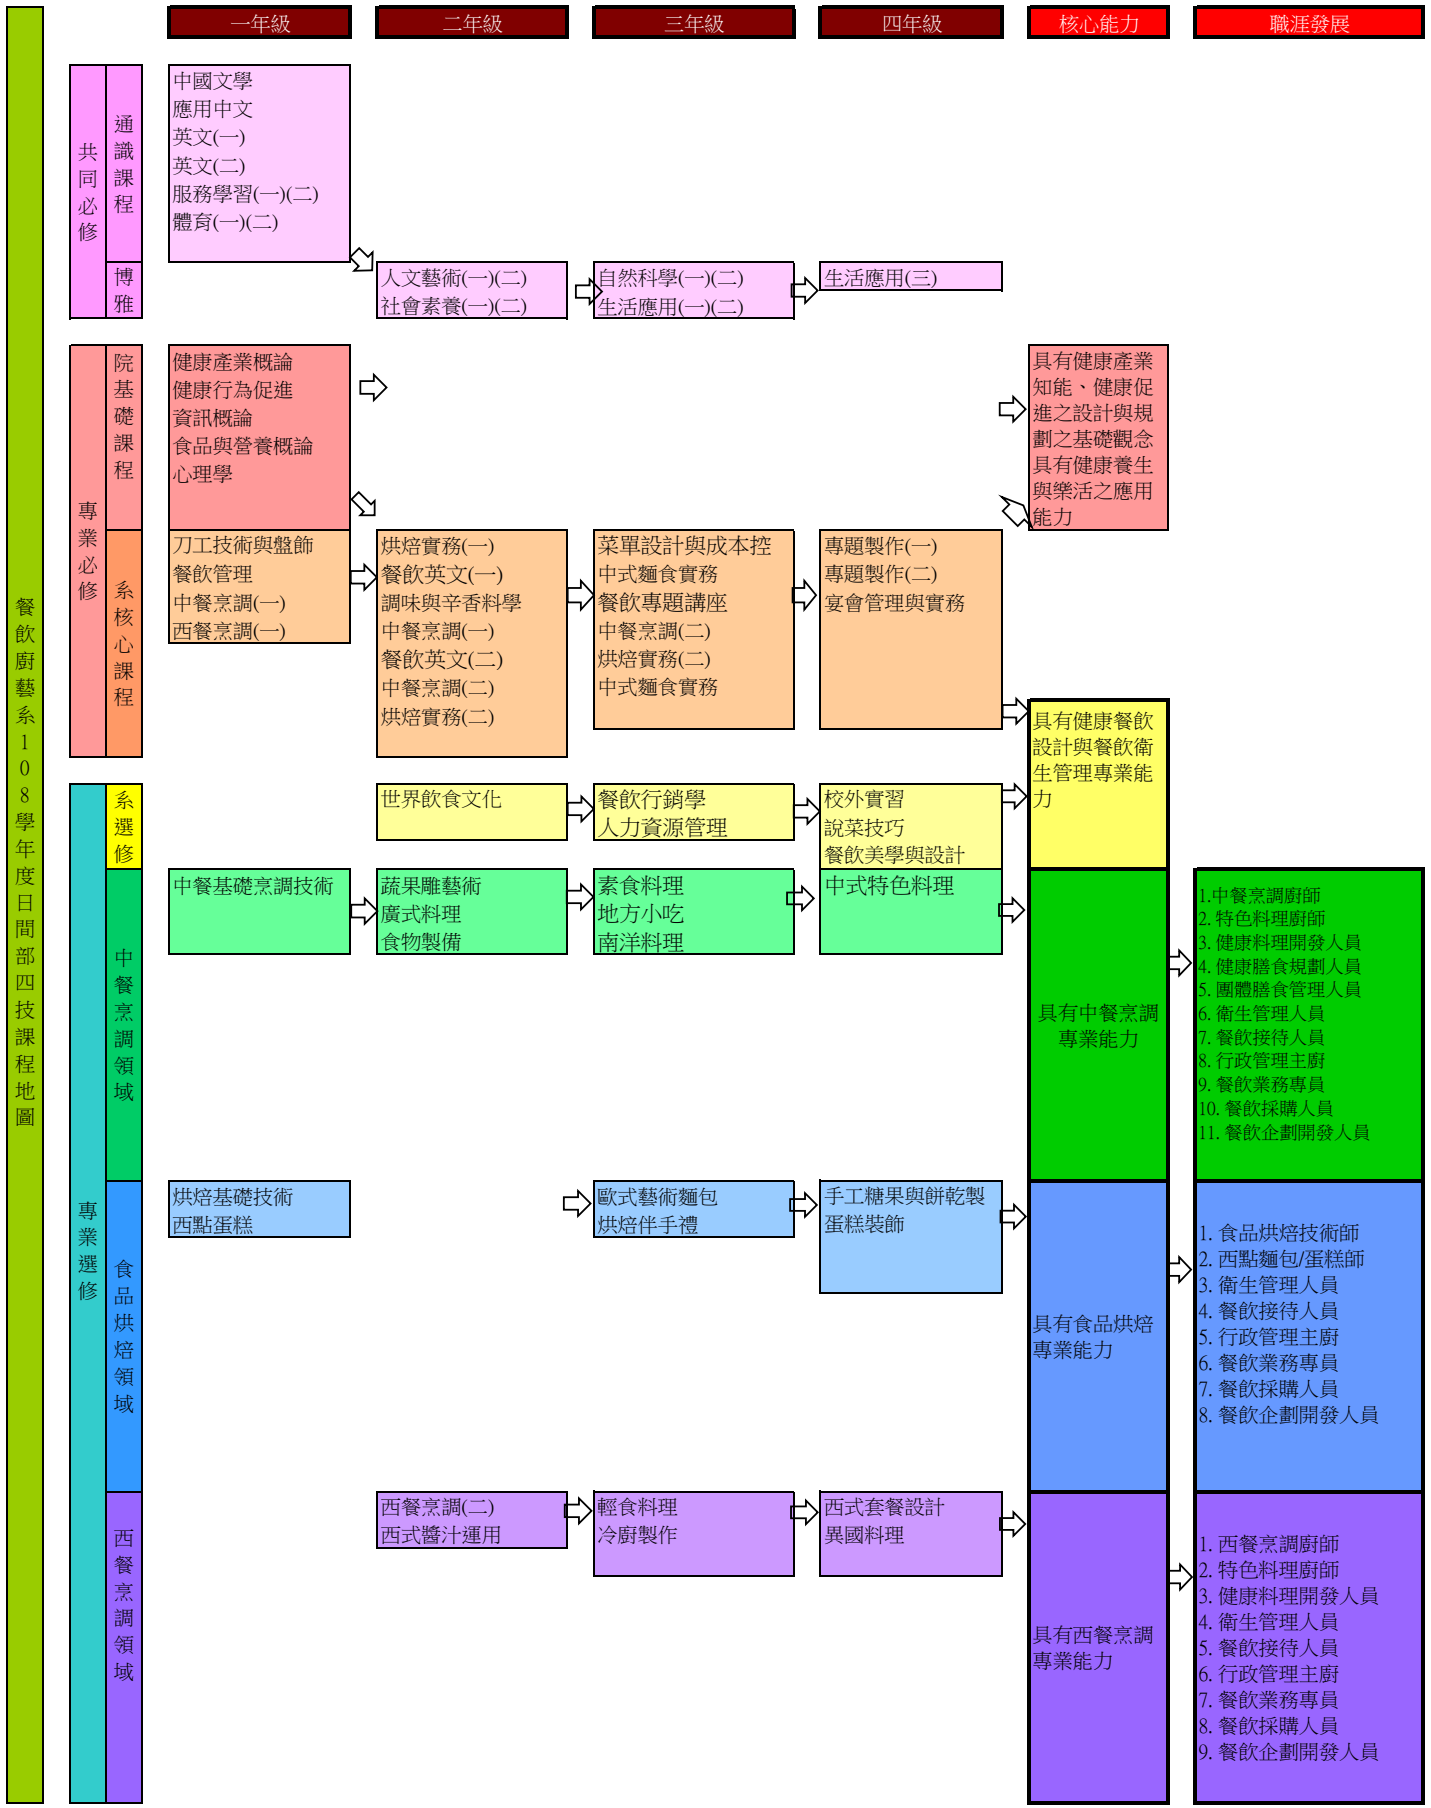 餐飲廚藝系108學年度日間部四技課程地圖
一年級
二年級
三年級
四年級
核心能力
職涯發展
共同必修
通識課程
中國文學
應用中文
英文(一)
英文(二)
服務學習(一)(二)
體育(一)(二)
博雅
人文藝術(一)(二)
社會素養(一)(二)
自然科學(一)(二)
生活應用(一)(二)
生活應用(三)
專業必修
院基礎課程
健康產業概論
健康行為促進
資訊概論
食品與營養概論
心理學
具有健康產業
知能、健康促
進之設計與規
劃之基礎觀念
具有健康養生
與樂活之應用
能力
系核心課程
刀工技術與盤飾
餐飲管理
中餐烹調(一)
西餐烹調(一)
烘焙實務(一)
餐飲英文(一)
調味與辛香料學
中餐烹調(一)
餐飲英文(二)
中餐烹調(二)
烘焙實務(二)
菜單設計與成本控
中式麵食實務
餐飲專題講座
中餐烹調(二)
烘焙實務(二)
中式麵食實務
專題製作(一)
專題製作(二)
宴會管理與實務
具有健康餐飲
設計與餐飲衛
生管理專業能
力
專業選修
系選修
世界飲食文化
餐飲行銷學
人力資源管理
校外實習
說菜技巧
餐飲美學與設計
中餐烹調領域
中餐基礎烹調技術
蔬果雕藝術
廣式料理
食物製備
素食料理
地方小吃
南洋料理
中式特色料理
具有中餐烹調
專業能力
1.中餐烹調廚師
2. 特色料理廚師
3. 健康料理開發人員
4. 健康膳食規劃人員
5. 團體膳食管理人員
6. 衛生管理人員
7. 餐飲接待人員
8. 行政管理主廚
9. 餐飲業務專員
10. 餐飲採購人員
11. 餐飲企劃開發人員
食品烘焙領域
烘焙基礎技術
西點蛋糕
歐式藝術麵包
烘焙伴手禮
手工糖果與餅乾製
蛋糕裝飾
具有食品烘焙
專業能力
1. 食品烘焙技術師
2. 西點麵包/蛋糕師
3. 衛生管理人員
4. 餐飲接待人員
5. 行政管理主廚
6. 餐飲業務專員
7. 餐飲採購人員
8. 餐飲企劃開發人員
西餐烹調領域
西餐烹調(二)
西式醬汁運用
輕食料理
冷廚製作
西式套餐設計
異國料理
具有西餐烹調
專業能力
1. 西餐烹調廚師
2. 特色料理廚師
3. 健康料理開發人員
4. 衛生管理人員
5. 餐飲接待人員
6. 行政管理主廚
7. 餐飲業務專員
8. 餐飲採購人員
9. 餐飲企劃開發人員